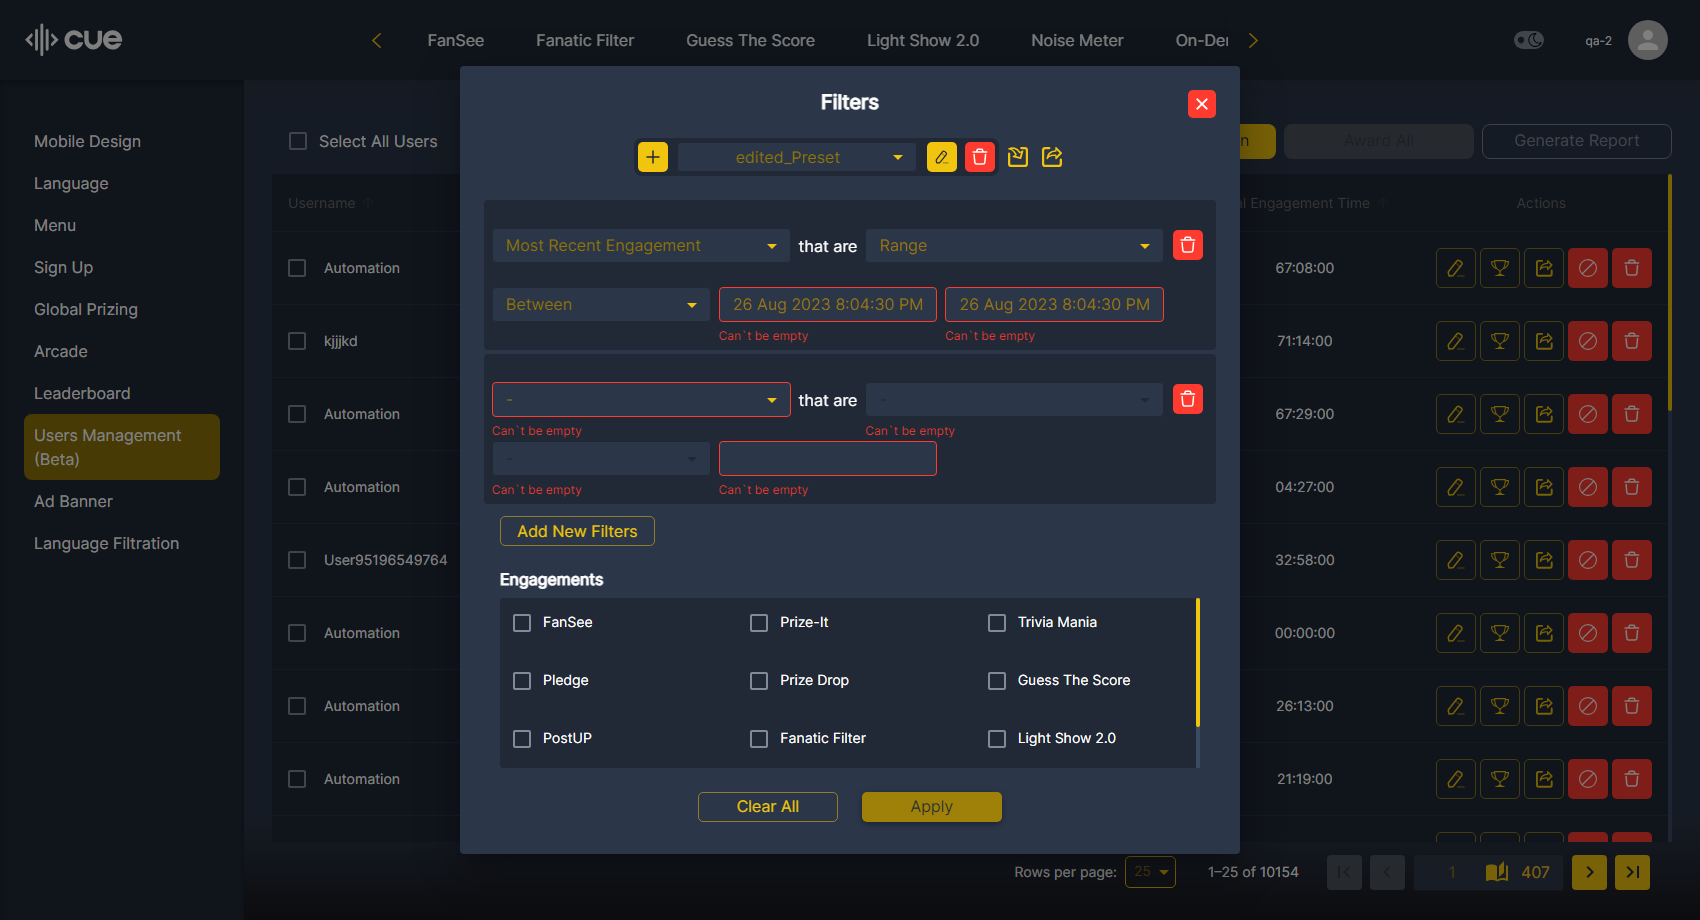 cue
FanSee Fanatic Filter Guess The Score Light Show 2.0 Noise Meter On-Der
qa-2
Mobile Design
Language
Menu
Sign Up
Global Prizing
Arcade
Leaderboard
Users Management
(Beta)
Ad Banner
Language Filtration
Select All Users
n Award All Generate Report
Username
l Engagement Time Actions
Automation 67:08:00
kjjjkd 71:14:00
Automation 67:29:00
Automation 04:27:00
User95196549764 32:58:00
Automation 00:00:00
Automation 26:13:00
Automation 21:19:00
Filters
edited_Preset
Most Recent Engagement that are Range
Between 26 Aug 2023 8:04:30 PM 26 Aug 2023 8:04:30 PM
Can`t be empty Can`t be empty
- that are -
Can`t be empty Can`t be empty
-
Can`t be empty Can`t be empty
Add New Filters
Engagements
FanSee Prize-It Trivia Mania
Pledge Prize Drop Guess The Score
PostUP Fanatic Filter Light Show 2.0
Clear All Apply
Rows per page: 25 1–25 of 10154 1 407